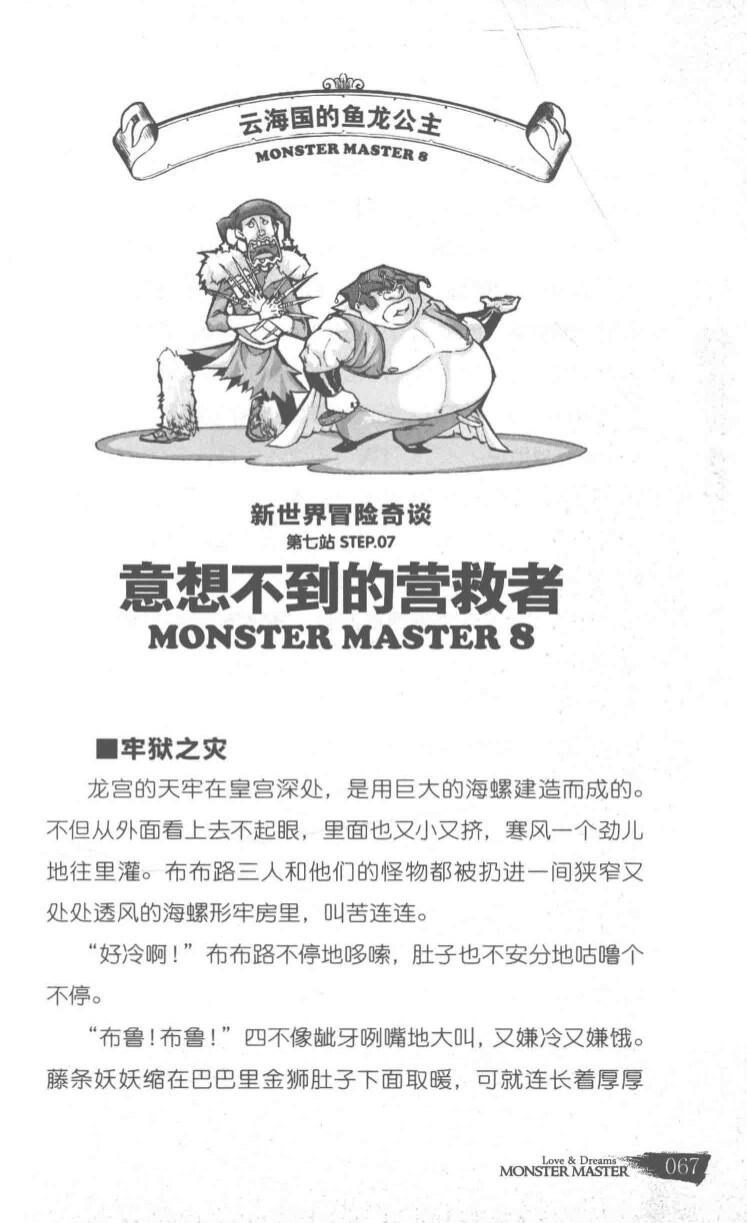 云海国的鱼龙公主
MONSTER MASTER 8
新世界冒险奇谈
第七站 STEP.07
意想不到的营救者
MONSTER MASTER 8
■牢狱之灾
龙宫的天牢在皇宫深处，是用巨大的海螺建造而成的。
不但从外面看上去不起眼，里面也又小又挤，寒风一个劲儿
地往里灌。布布路三人和他们的怪物都被扔进一间狭窄又
处处透风的海螺形牢房里，叫苦连连。
“好冷啊！”布布路不停地哆嗦，肚子也不安分地咕噜个
不停。
“布鲁！布鲁！”四不像龇牙咧嘴地大叫，又嫌冷又嫌饿。
藤条妖妖缩在巴巴里金狮肚子下面取暖，可就连长着厚厚
Love & Dreams
MONSTER MASTER 067